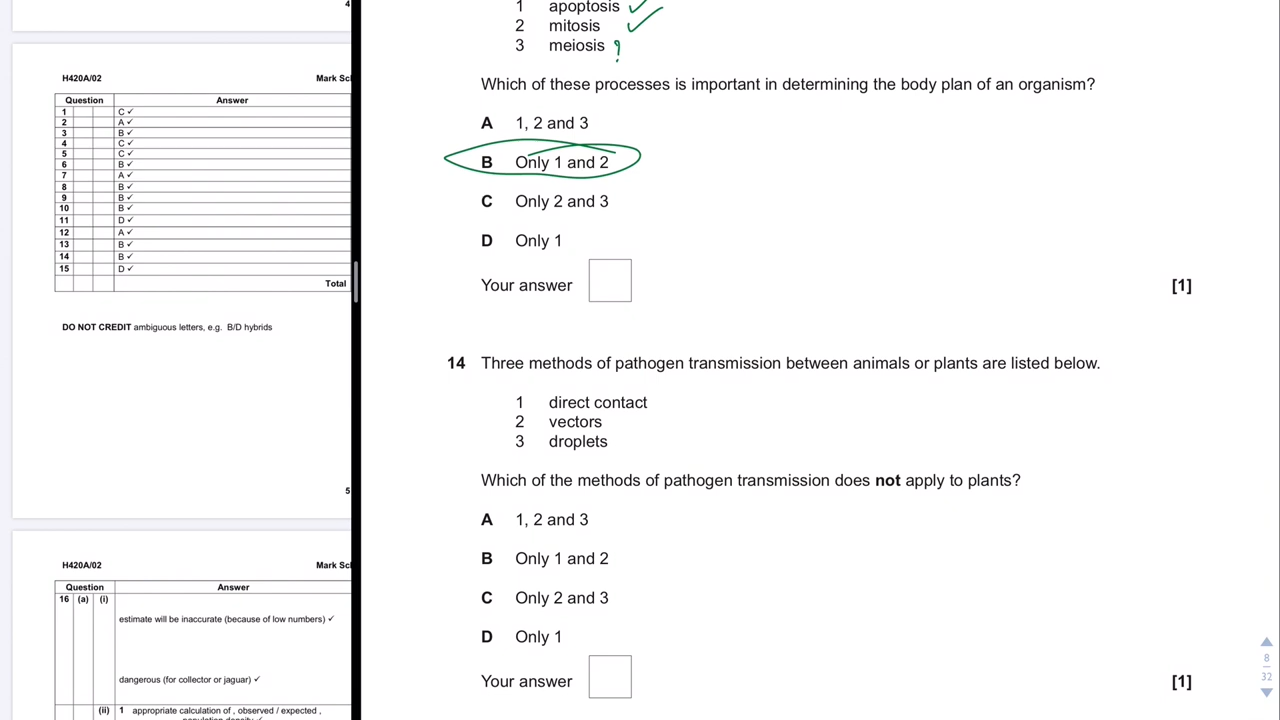 4
H420A/02 Mark Scl
Question Answer
1 C ✓
2 A ✓
3 B ✓
4 C ✓
5 C ✓
6 B ✓
7 A ✓
8 B ✓
9 B ✓
10 B ✓
11 D ✓
12 A ✓
13 B ✓
14 B ✓
15 D ✓
Total
DO NOT CREDIT ambiguous letters, e.g. B/D hybrids
5
H420A/02 Mark Scl
Question Answer
16 (a) (i)
estimate will be inaccurate (because of low numbers) ✓
dangerous (for collector or jaguar) ✓
(ii) 1 appropriate calculation of , observed / expected ,
population density ✓
1 apoptosis ✓
2 mitosis ✓
3 meiosis ?
Which of these processes is important in determining the body plan of an organism?
A 1, 2 and 3
B Only 1 and 2
C Only 2 and 3
D Only 1
Your answer [1]
14 Three methods of pathogen transmission between animals or plants are listed below.
1 direct contact
2 vectors
3 droplets
Which of the methods of pathogen transmission does not apply to plants?
A 1, 2 and 3
B Only 1 and 2
C Only 2 and 3
D Only 1
Your answer [1]
8
32